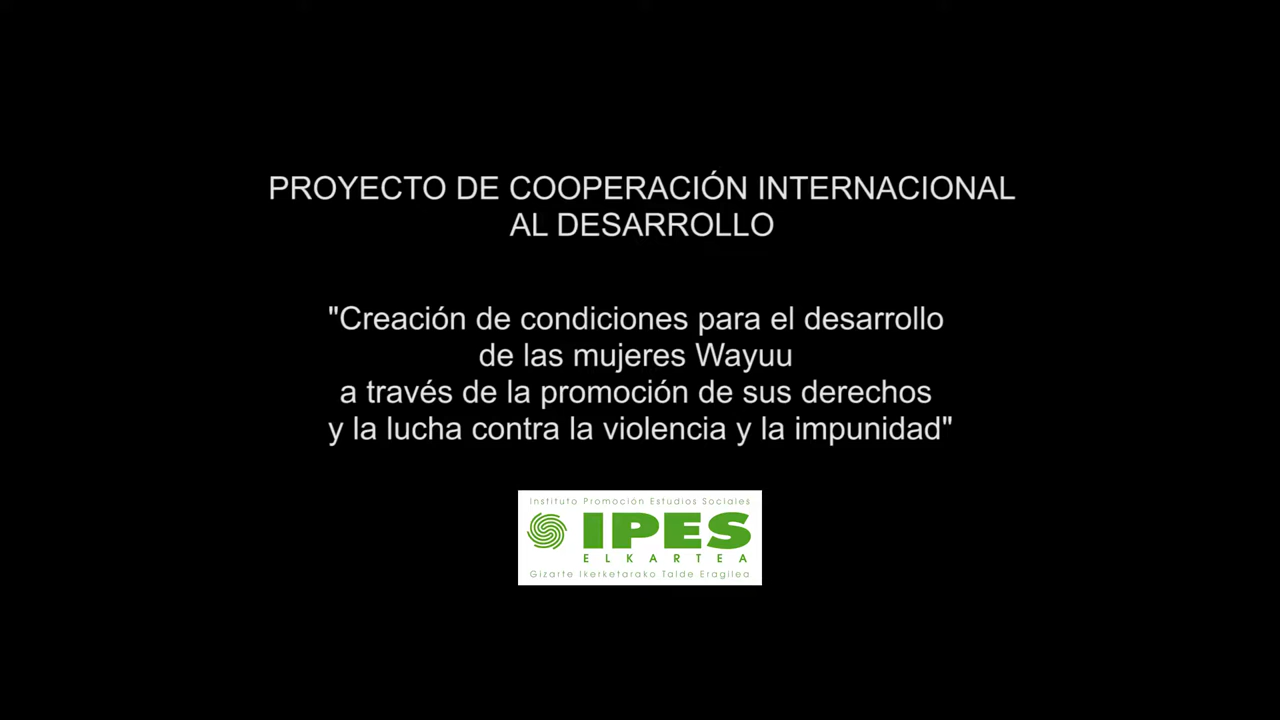 PROYECTO DE COOPERACIÓN INTERNACIONAL
AL DESARROLLO
"Creación de condiciones para el desarrollo
de las mujeres Wayuu
a través de la promoción de sus derechos
y la lucha contra la violencia y la impunidad"
Instituto Promoción Estudios Sociales
IPES
ELKARTEA
Gizarte Ikerketarako Talde Eragilea